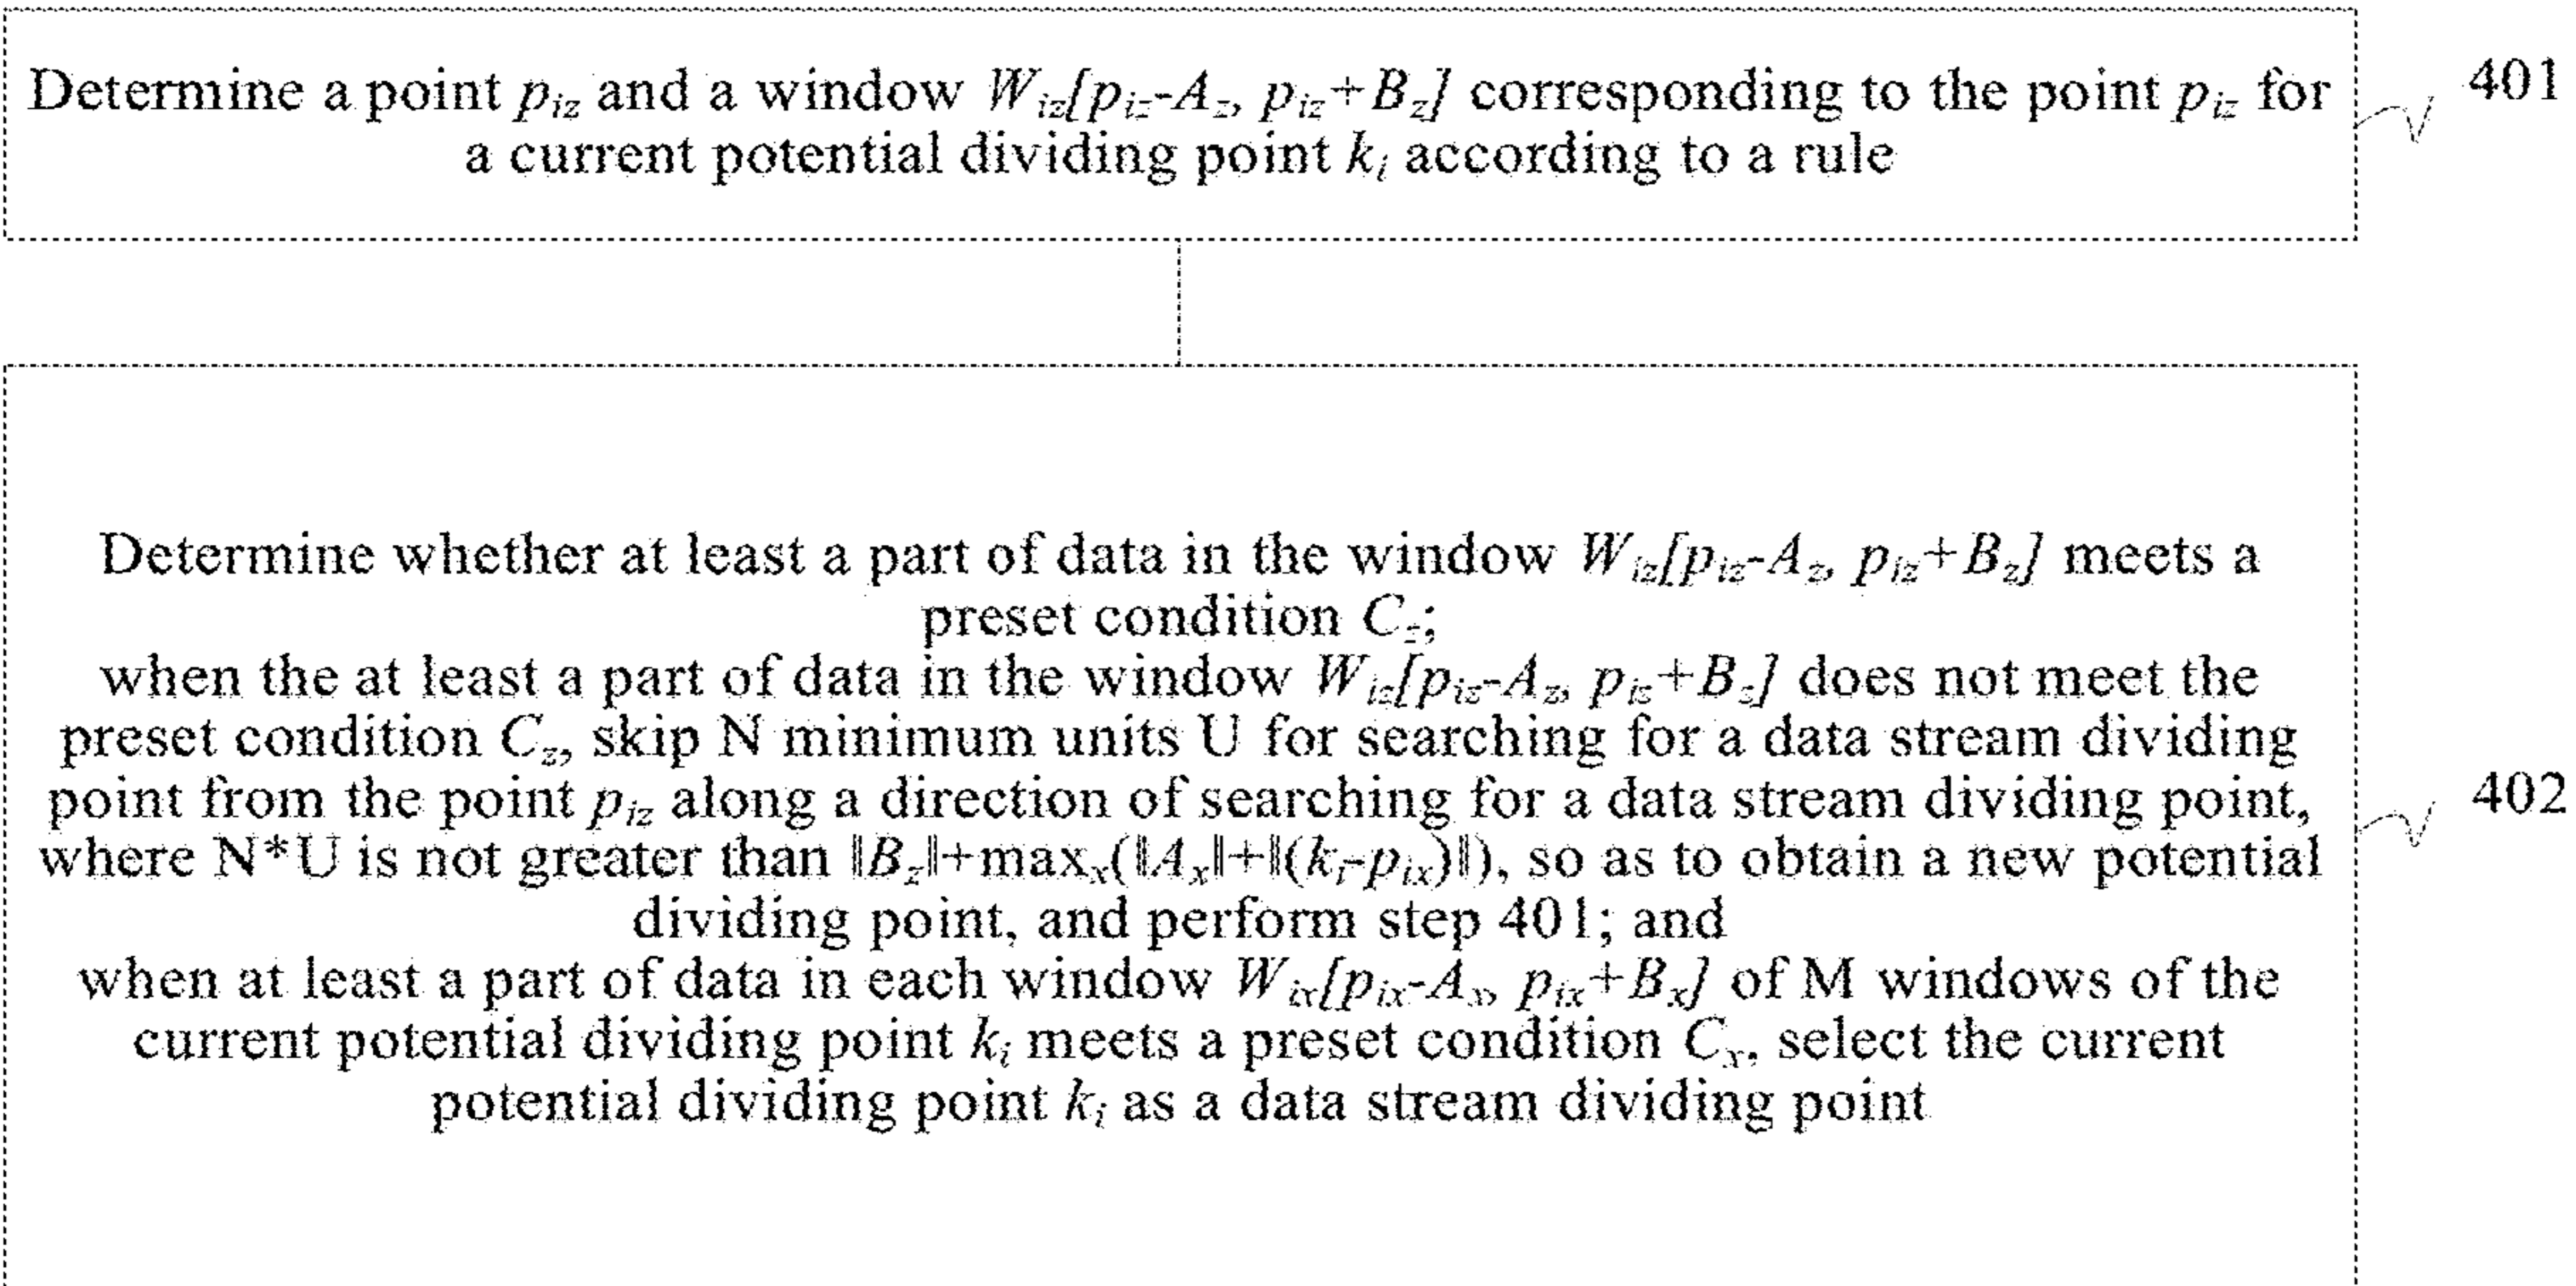 Determine a point p_iz and a window W_iz[p_iz-A_z, p_iz+B_z] corresponding to the point p_iz for
a current potential dividing point k_i according to a rule
401
Determine whether at least a part of data in the window W_iz[p_iz-A_z, p_iz+B_z] meets a
preset condition C_z;
when the at least a part of data in the window W_iz[p_iz-A_z, p_iz+B_z] does not meet the
preset condition C_z, skip N minimum units U for searching for a data stream dividing
point from the point p_iz along a direction of searching for a data stream dividing point,
where N*U is not greater than ‖B_z‖+max_x(‖A_x‖+‖(k_i-p_ix)‖), so as to obtain a new potential
dividing point, and perform step 401; and
when at least a part of data in each window W_ix[p_ix-A_x, p_ix+B_x] of M windows of the
current potential dividing point k_i meets a preset condition C_x, select the current
potential dividing point k_i as a data stream dividing point
402